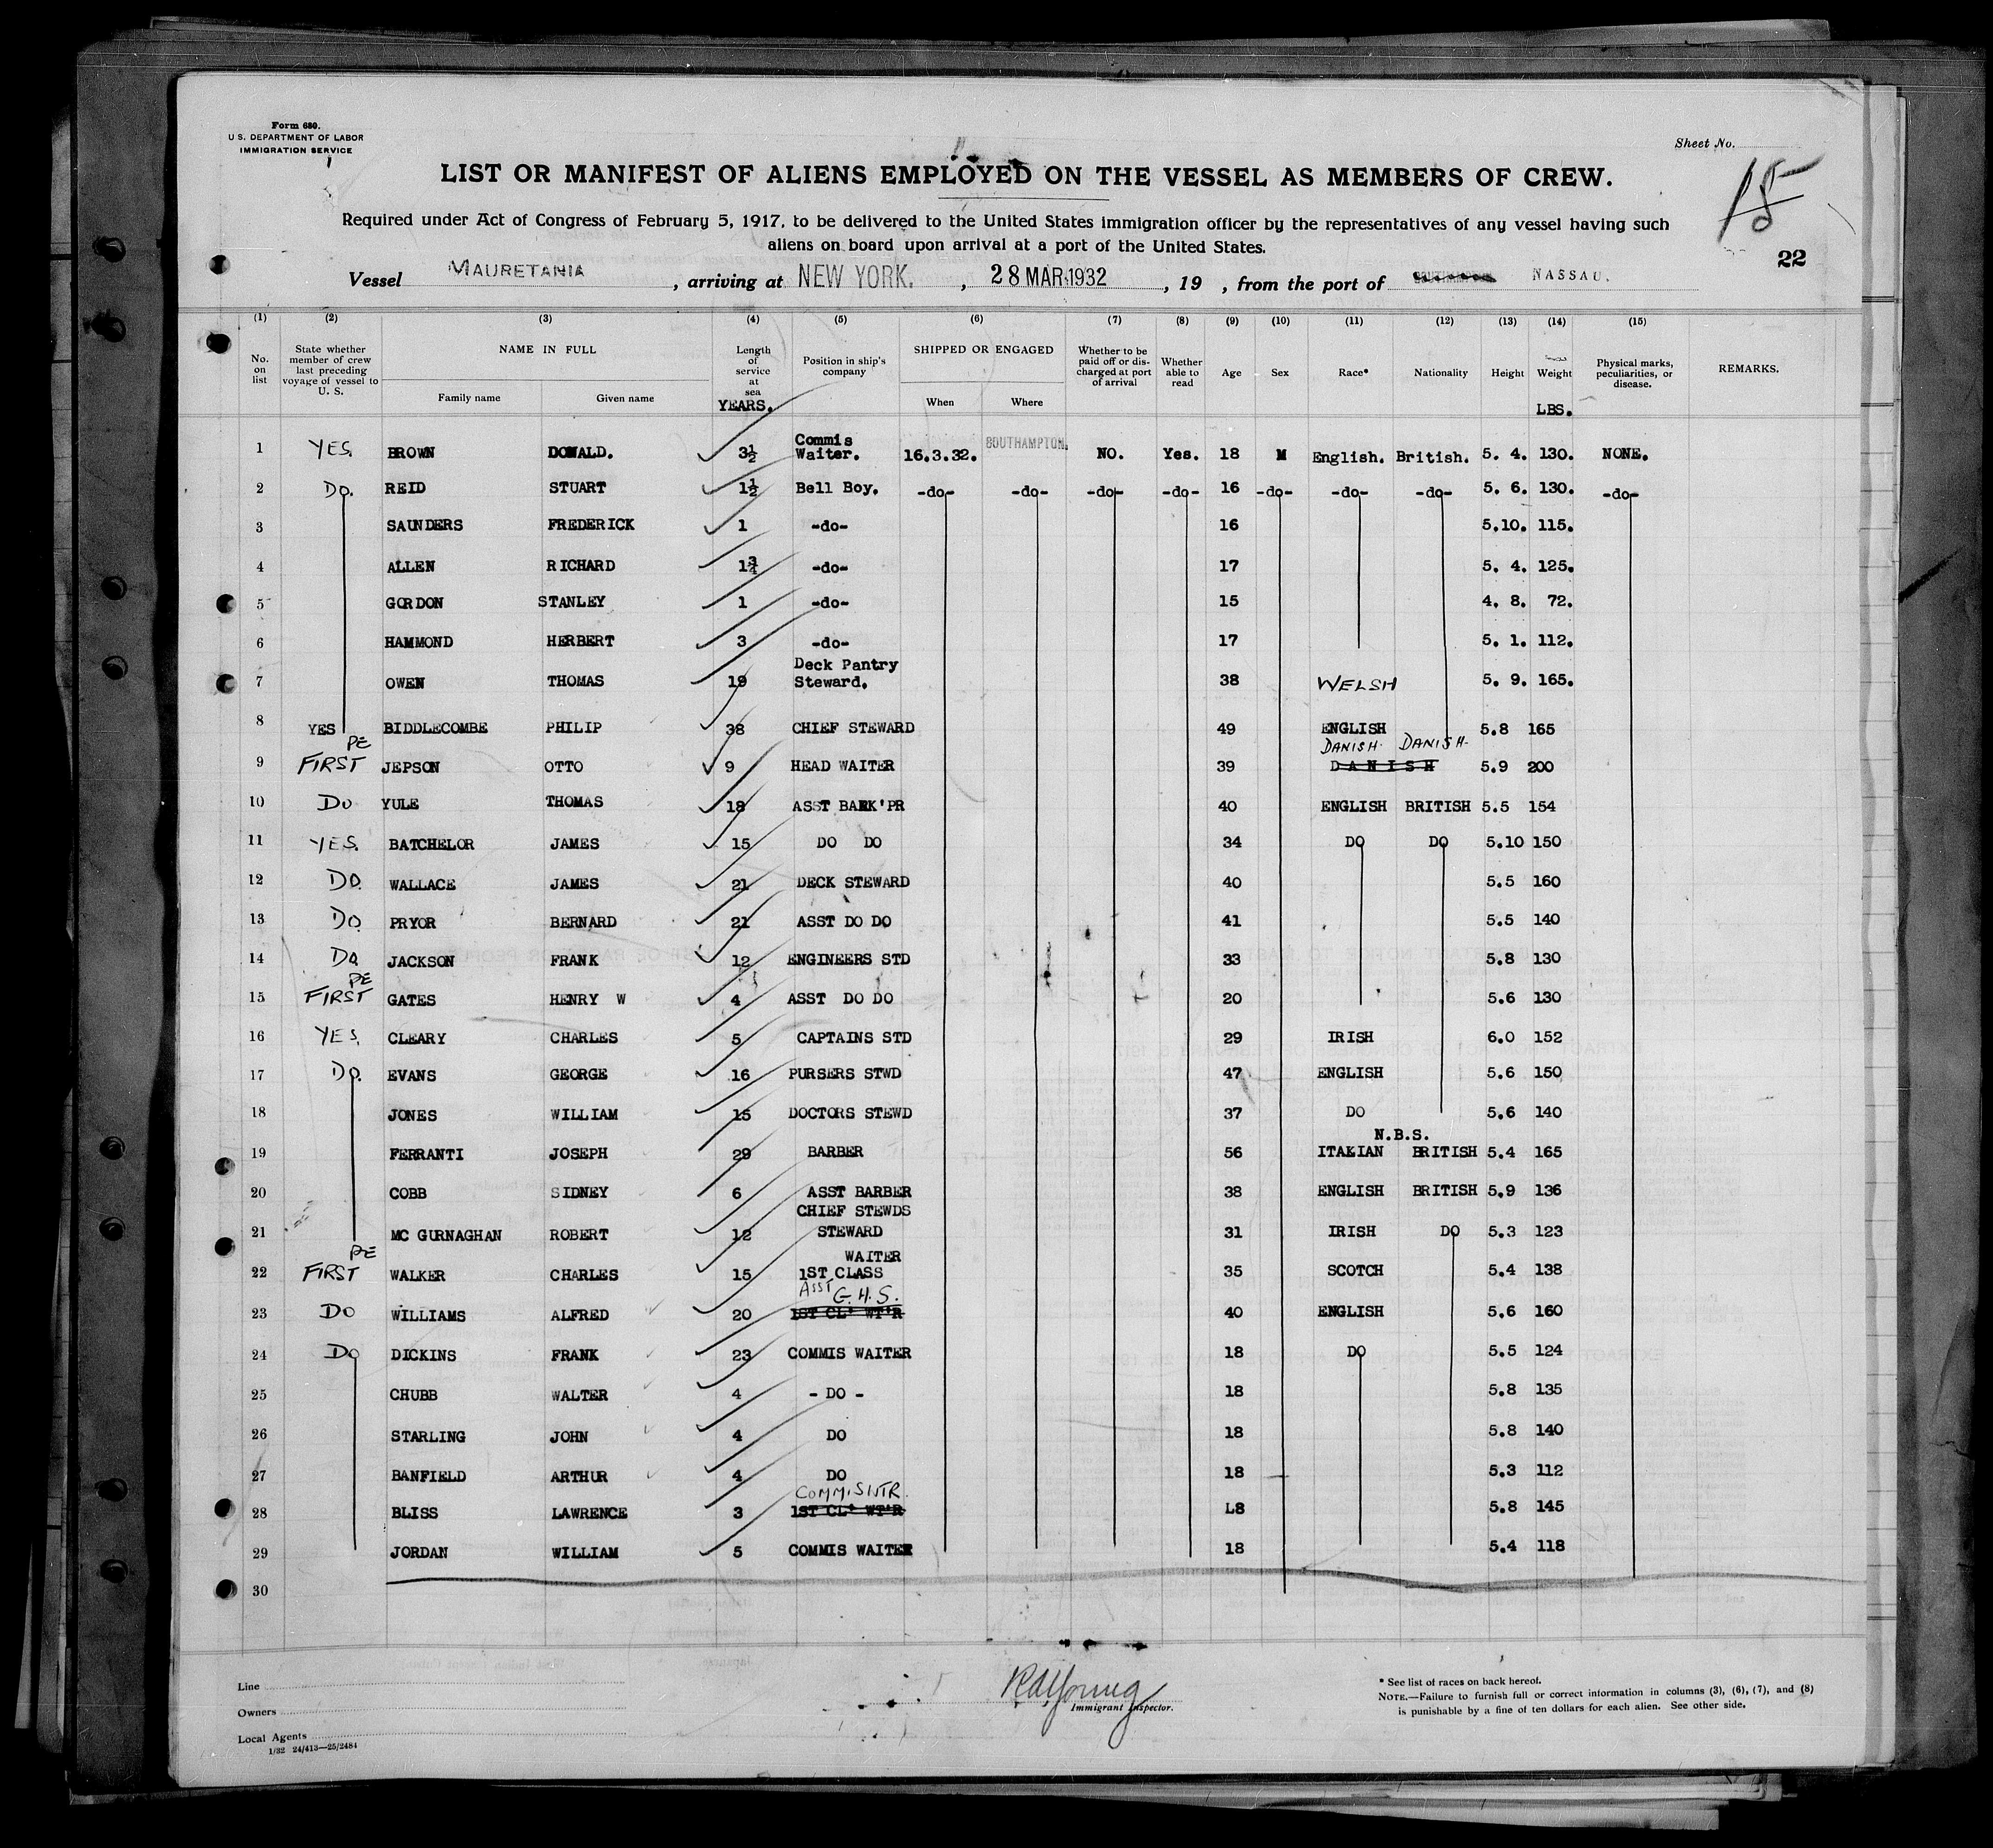 Form 680.
U S. DEPARTMENT OF LABOR
IMMIGRATION SERVICE
Sheet No.
LIST OR MANIFEST OF ALIENS EMPLOYED ON THE VESSEL AS MEMBERS OF CREW.
Required under Act of Congress of February 5, 1917, to be delivered to the United States immigration officer by the representatives of any vessel having such
aliens on board upon arrival at a port of the United States.
22
Vessel MAURETANIA , arriving at NEW YORK. , 28 MAR 1932 , 19 , from the port of NASSAU.
(1) (2) (3) (4) (5) (6) (7) (8) (9) (10) (11) (12) (13) (14) (15)
No. on list State whether member of crew last preceding voyage of vessel to U. S. NAME IN FULL Family name Given name Length of service at sea YEARS. Position in ship's company SHIPPED OR ENGAGED When Where Whether to be paid off or discharged at port of arrival Whether able to read Age Sex Race* Nationality Height Weight LBS. Physical marks, peculiarities, or disease. REMARKS.
1 YES. BROWN DONALD. 3½ Commis Waiter. 16.3.32. SOUTHAMPTON. NO. Yes. 18 M English. British. 5. 4. 130. NONE.
2 DO. REID STUART 1½ Bell Boy. -do- -do- -do- -do- 16 -do- -do- -do- 5. 6. 130. -do-
3 SAUNDERS FREDERICK 1 -do- 16 5.10. 115.
4 ALLEN RICHARD 1¾ -do- 17 5. 4. 125.
5 GORDON STANLEY 1 -do- 15 4. 8. 72.
6 HAMMOND HERBERT 3 -do- 17 5. 1. 112.
7 OWEN THOMAS 19 Deck Pantry Steward. 38 WELSH 5. 9. 165.
8 YES BIDDLECOMBE PHILIP 38 CHIEF STEWARD 49 ENGLISH 5.8 165
9 FIRST PE JEPSON OTTO 9 HEAD WAITER 39 DANISH DANISH DANISH 5.9 200
10 DO YULE THOMAS 18 ASST BARK'PR 40 ENGLISH BRITISH 5.5 154
11 YES. BATCHELOR JAMES 15 DO DO 34 DO DO 5.10 150
12 DO. WALLACE JAMES 21 DECK STEWARD 40 5.5 160
13 DO. PRYOR BERNARD 21 ASST DO DO 41 5.5 140
14 DO JACKSON FRANK 12 ENGINEERS STD 33 5.8 130
15 FIRST PE GATES HENRY W 4 ASST DO DO 20 5.6 130
16 YES. CLEARY CHARLES 5 CAPTAINS STD 29 IRISH 6.0 152
17 DO. EVANS GEORGE 16 PURSERS STWD 47 ENGLISH 5.6 150
18 JONES WILLIAM 15 DOCTORS STEWD 37 DO 5.6 140
19 FERRANTI JOSEPH 29 BARBER 56 ITALIAN N.B.S. BRITISH 5.4 165
20 COBB SIDNEY 6 ASST BARBER 38 ENGLISH BRITISH 5.9 136
21 MC GURNAGHAN ROBERT 12 CHIEF STEWDS STEWARD 31 IRISH DO 5.3 123
22 FIRST PE WALKER CHARLES 15 WAITER 1ST CLASS 35 SCOTCH 5.4 138
23 DO WILLIAMS ALFRED 20 ASST G.H.S. 1ST CLS WT'R 40 ENGLISH 5.6 160
24 DO DICKINS FRANK 23 COMMIS WAITER 18 DO 5.5 124
25 CHUBB WALTER 4 - DO - 18 5.8 135
26 STARLING JOHN 4 DO 18 5.8 140
27 BANFIELD ARTHUR 4 DO 18 5.3 112
28 BLISS LAWRENCE 3 COMMIS WTR. 1ST CLS WT'R L8 5.8 145
29 JORDAN WILLIAM 5 COMMIS WAITER 18 5.4 118
30
Line
Owners
Local Agents
1/32 24/413—25/2484
Immigrant Inspector.
* See list of races on back hereof.
NOTE.—Failure to furnish full or correct information in columns (3), (6), (7), and (8)
is punishable by a fine of ten dollars for each alien. See other side.